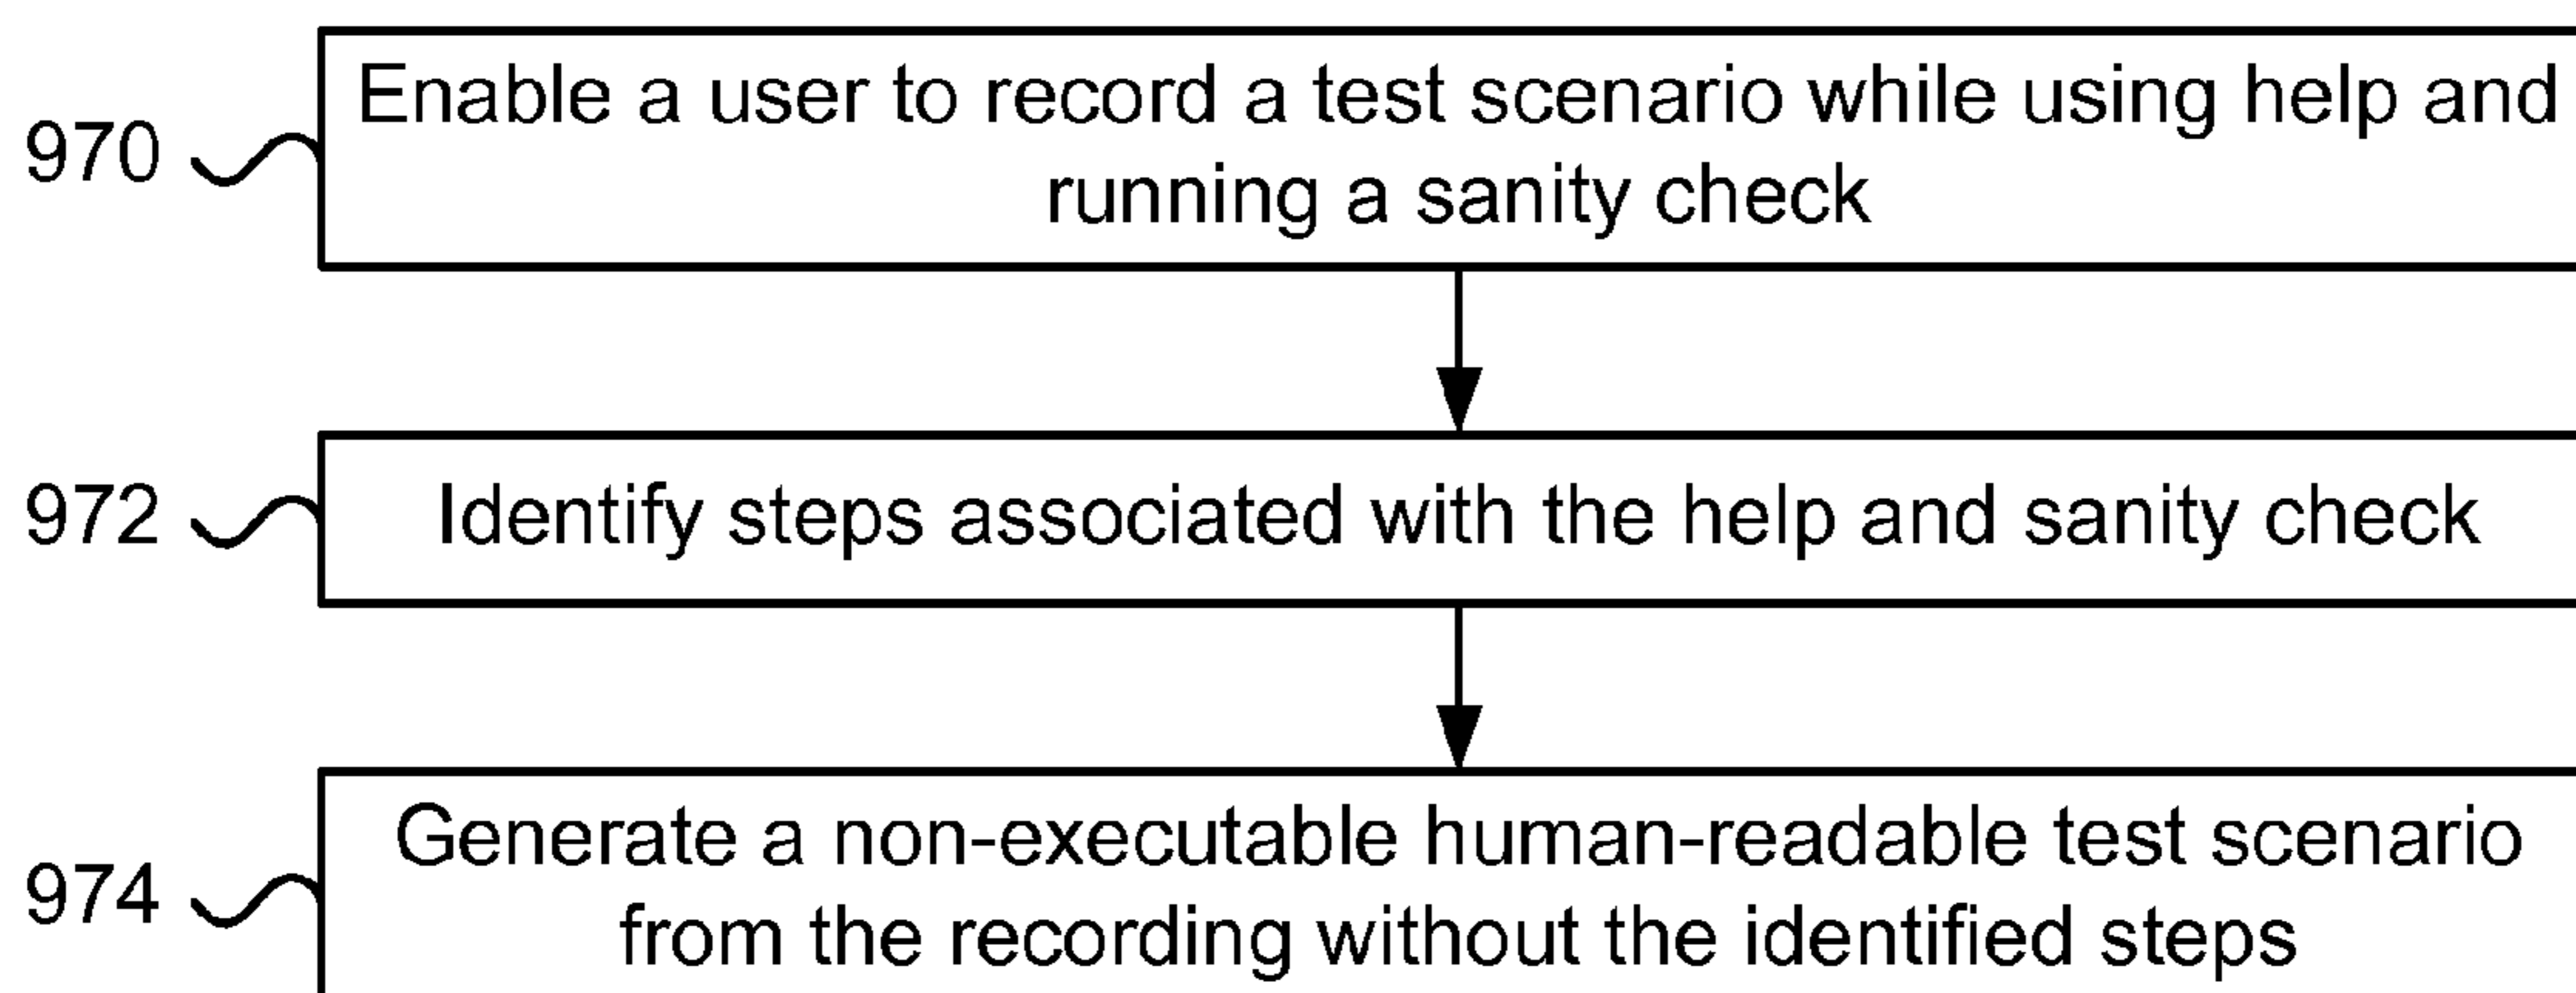 Enable a user to record a test scenario while using help and
970
running a sanity check
972
Identify steps associated with the help and sanity check
Generate a non-executable human-readable test scenario
974
from the recording without the identified steps